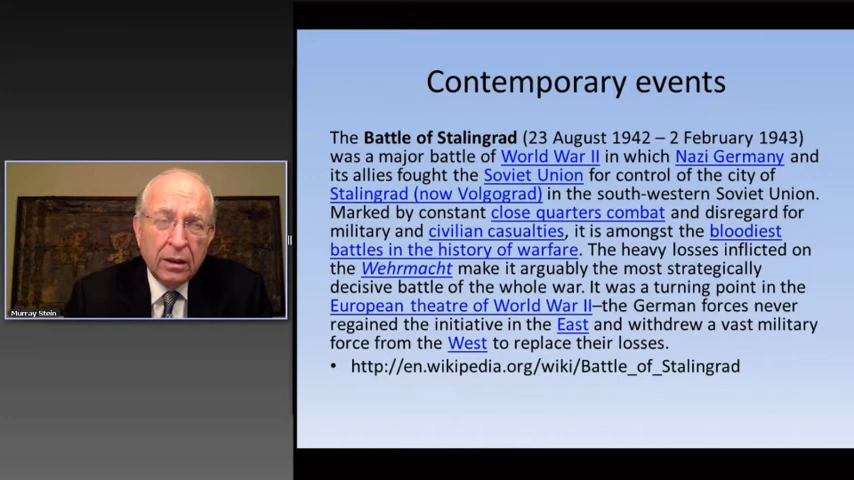 Contemporary events
The Battle of Stalingrad (23 August 1942 – 2 February 1943)
was a major battle of World War II in which Nazi Germany and
its allies fought the Soviet Union for control of the city of
Stalingrad (now Volgograd) in the south-western Soviet Union.
Marked by constant close quarters combat and disregard for
military and civilian casualties, it is amongst the bloodiest
battles in the history of warfare. The heavy losses inflicted on
the Wehrmacht make it arguably the most strategically
decisive battle of the whole war. It was a turning point in the
European theatre of World War II–the German forces never
regained the initiative in the East and withdrew a vast military
force from the West to replace their losses.
• http://en.wikipedia.org/wiki/Battle_of_Stalingrad
Murray Stein